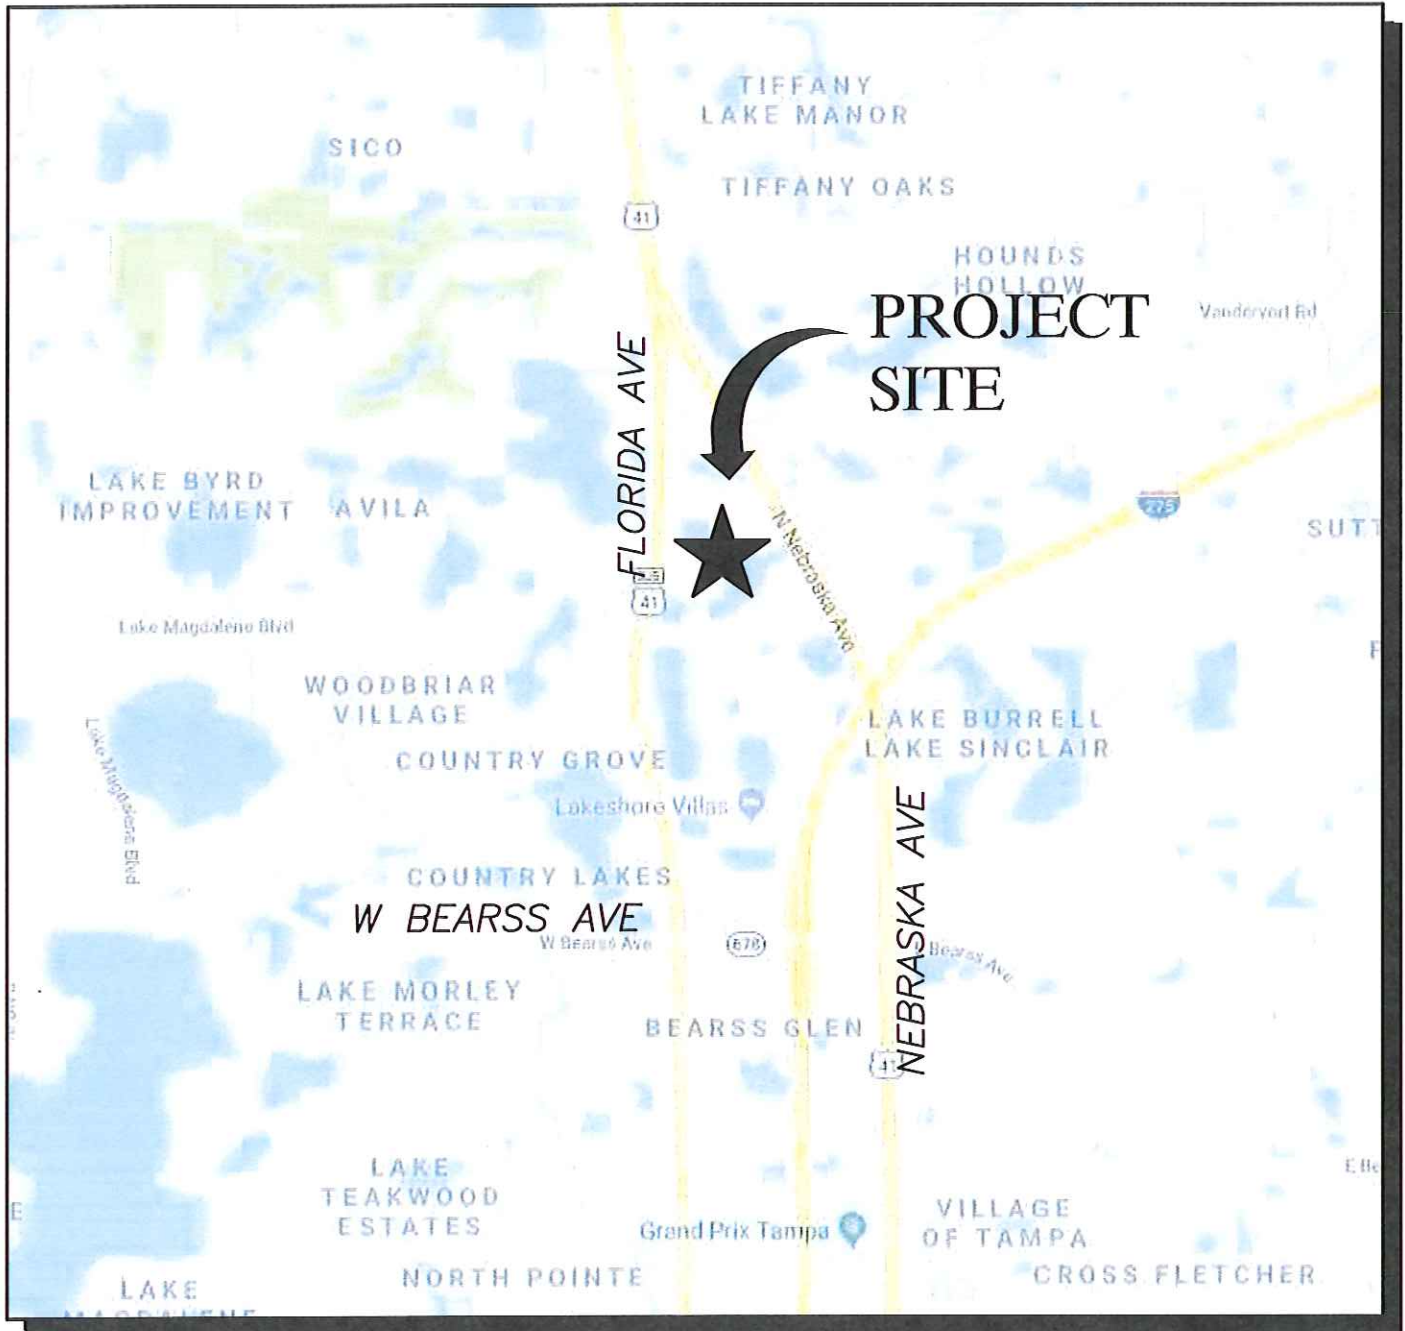 TIFFANY
LAKE MANOR
SICO
TIFFANY OAKS
41
HOUNDS
HOLLOW
PROJECT
SITE
Vandervort Rd
FLORIDA AVE
LAKE BYRD
IMPROVEMENT
AVILA
275
SUTT
N Nebraska Ave
41
Lake Magdalene Blvd
WOODBRIAR
VILLAGE
LAKE BURRELL
LAKE SINCLAIR
COUNTRY GROVE
Lake Magdalene Blvd
Lakeshore Villas
COUNTRY LAKES
W BEARSS AVE
W Bearss Ave
678
NEBRASKA AVE
Bearss Ave
LAKE MORLEY
TERRACE
BEARSS GLEN
41
LAKE
TEAKWOOD
ESTATES
E
Grand Prix Tampa
VILLAGE
OF TAMPA
NORTH POINTE
CROSS FLETCHER
LAKE
MAGDALENE